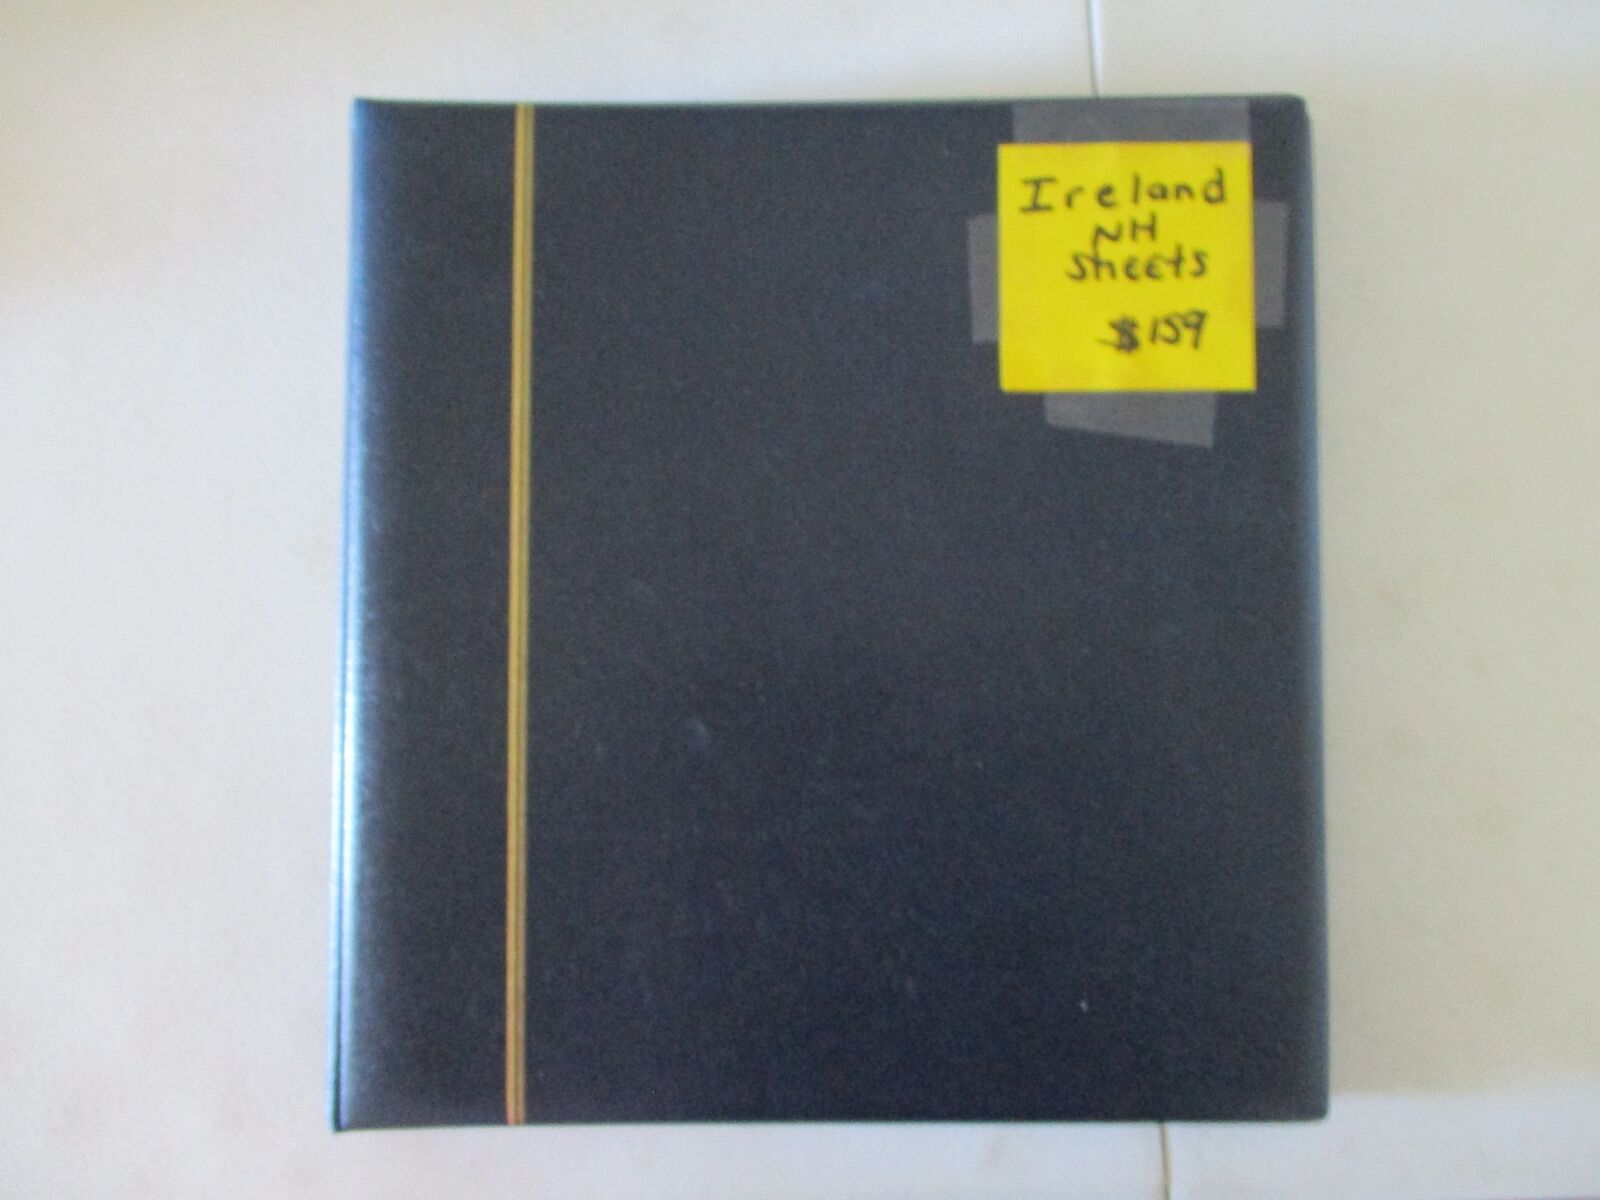 Ireland
NH
sheets
$159